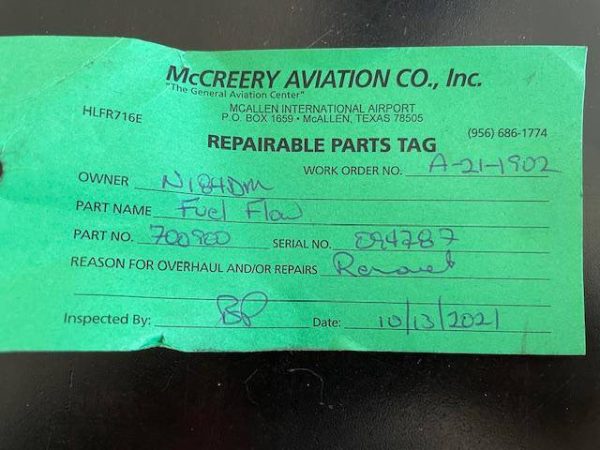 McCREERY AVIATION CO., Inc.
"The General Aviation Center"
HLFR716E
MCALLEN INTERNATIONAL AIRPORT
P.O. BOX 1659 • McALLEN, TEXAS 78505
(956) 686-1774
REPAIRABLE PARTS TAG
WORK ORDER NO. A-21-1902
OWNER N184DM
PART NAME Fuel Flow
PART NO. 700900 SERIAL NO. 094787
REASON FOR OVERHAUL AND/OR REPAIRS
Inspected By: BP Date: 10/13/2021